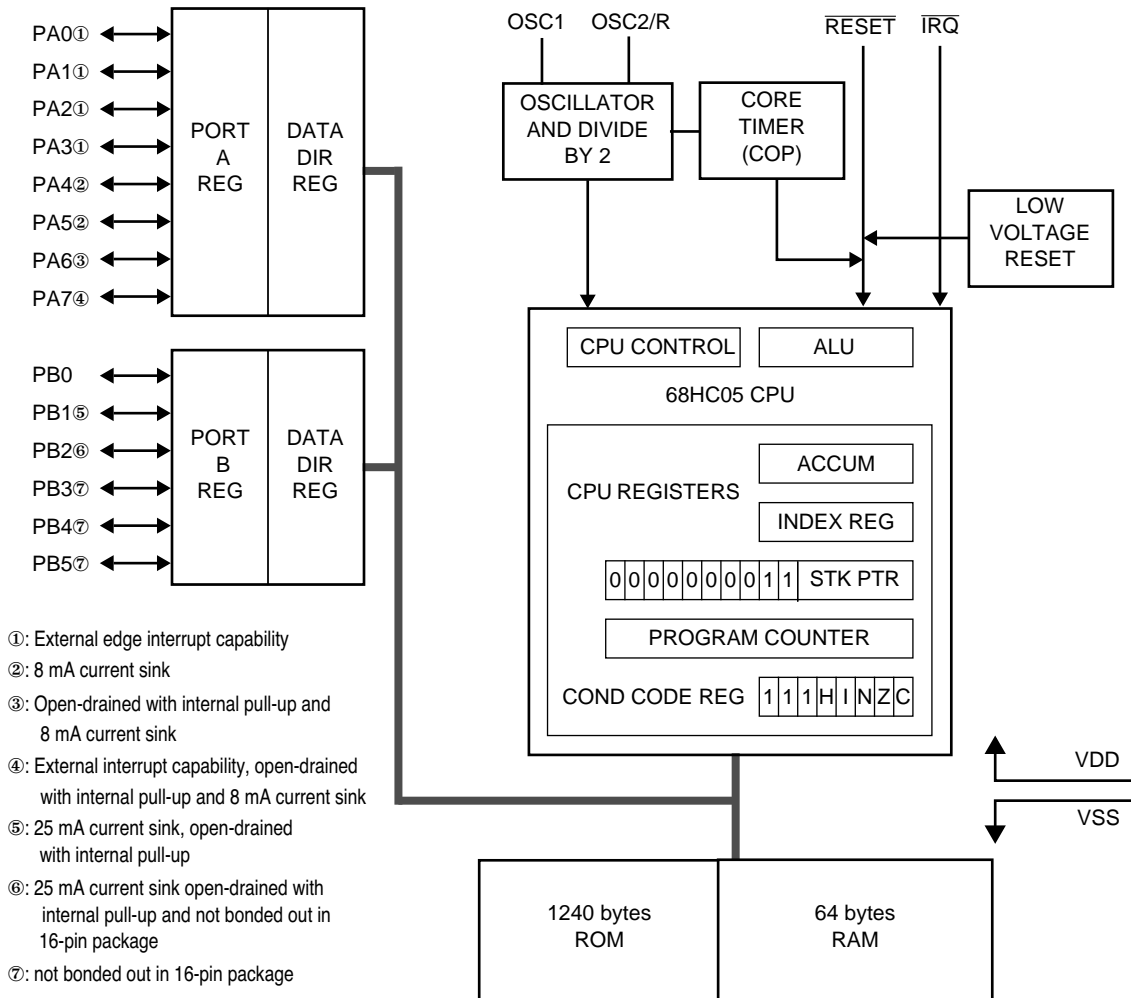 PA0①
PA1①
PA2①
PA3①
PA4②
PA5②
PA6③
PA7④
PORT
A
REG
DATA
DIR
REG
PB0
PB1⑤
PB2⑥
PB3⑦
PB4⑦
PB5⑦
PORT
B
REG
DATA
DIR
REG
①: External edge interrupt capability
②: 8 mA current sink
③: Open-drained with internal pull-up and
8 mA current sink
④: External interrupt capability, open-drained
with internal pull-up and 8 mA current sink
⑤: 25 mA current sink, open-drained
with internal pull-up
⑥: 25 mA current sink open-drained with
internal pull-up and not bonded out in
16-pin package
⑦: not bonded out in 16-pin package
OSC1 OSC2/R
RESET IRQ
OSCILLATOR
AND DIVIDE
BY 2
CORE
TIMER
(COP)
LOW
VOLTAGE
RESET
CPU CONTROL
ALU
68HC05 CPU
ACCUM
CPU REGISTERS
INDEX REG
0 0 0 0 0 0 0 0 1 1 STK PTR
PROGRAM COUNTER
COND CODE REG 1 1 1 H I N Z C
VDD
VSS
1240 bytes
ROM
64 bytes
RAM